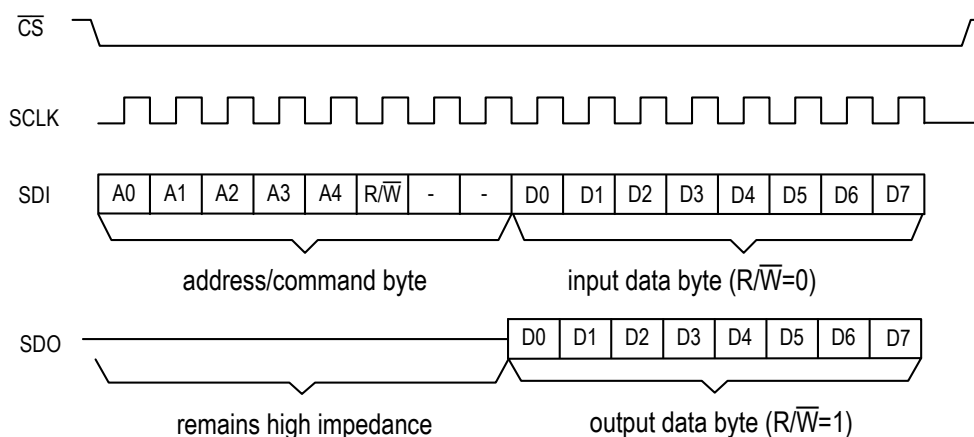 C̅S̅
SCLK
SDI A0 A1 A2 A3 A4 R/W̅ - - D0 D1 D2 D3 D4 D5 D6 D7
address/command byte input data byte (R/W̅=0)
SDO D0 D1 D2 D3 D4 D5 D6 D7
remains high impedance output data byte (R/W̅=1)